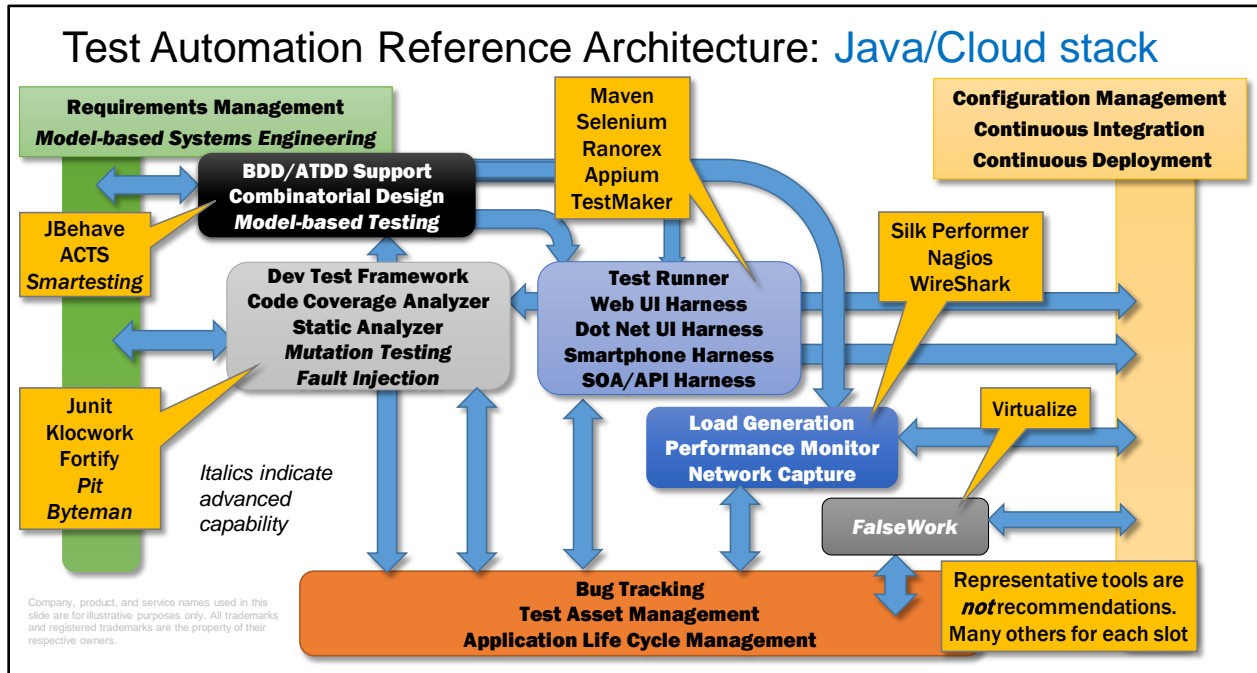 Test Automation Reference Architecture: Java/Cloud stack
Requirements Management
Model-based Systems Engineering
BDD/ATDD Support
Combinatorial Design
Model-based Testing
JBehave
ACTS
Smartesting
Maven
Selenium
Ranorex
Appium
TestMaker
Configuration Management
Continuous Integration
Continuous Deployment
Silk Performer
Nagios
WireShark
Dev Test Framework
Code Coverage Analyzer
Static Analyzer
Mutation Testing
Fault Injection
Test Runner
Web UI Harness
Dot Net UI Harness
Smartphone Harness
SOA/API Harness
Junit
Klocwork
Fortify
Pit
Byteman
Italics indicate
advanced
capability
Load Generation
Performance Monitor
Network Capture
Virtualize
FalseWork
Bug Tracking
Test Asset Management
Application Life Cycle Management
Representative tools are
not recommendations.
Many others for each slot
Company, product, and service names used in this
slide are for illustrative purposes only. All trademarks
and registered trademarks are the property of their
respective owners.